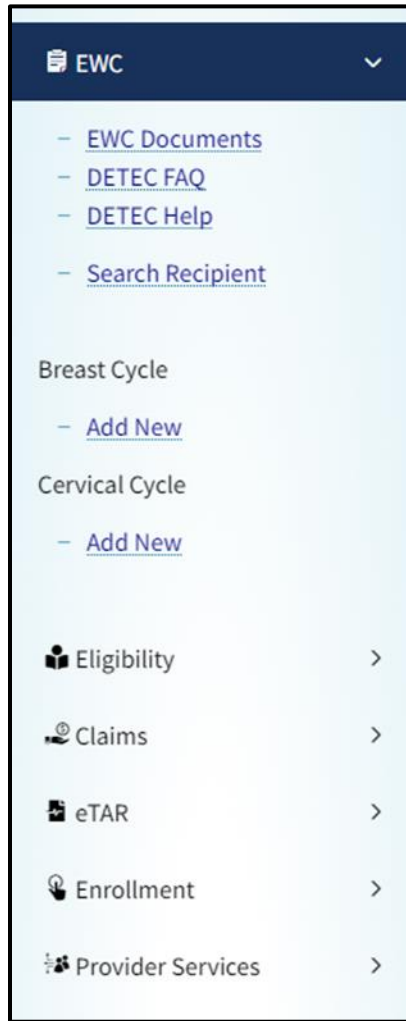 EWC
EWC Documents
DETEC FAQ
DETEC Help
Search Recipient
Breast Cycle
Add New
Cervical Cycle
Add New
Eligibility
Claims
eTAR
Enrollment
Provider Services